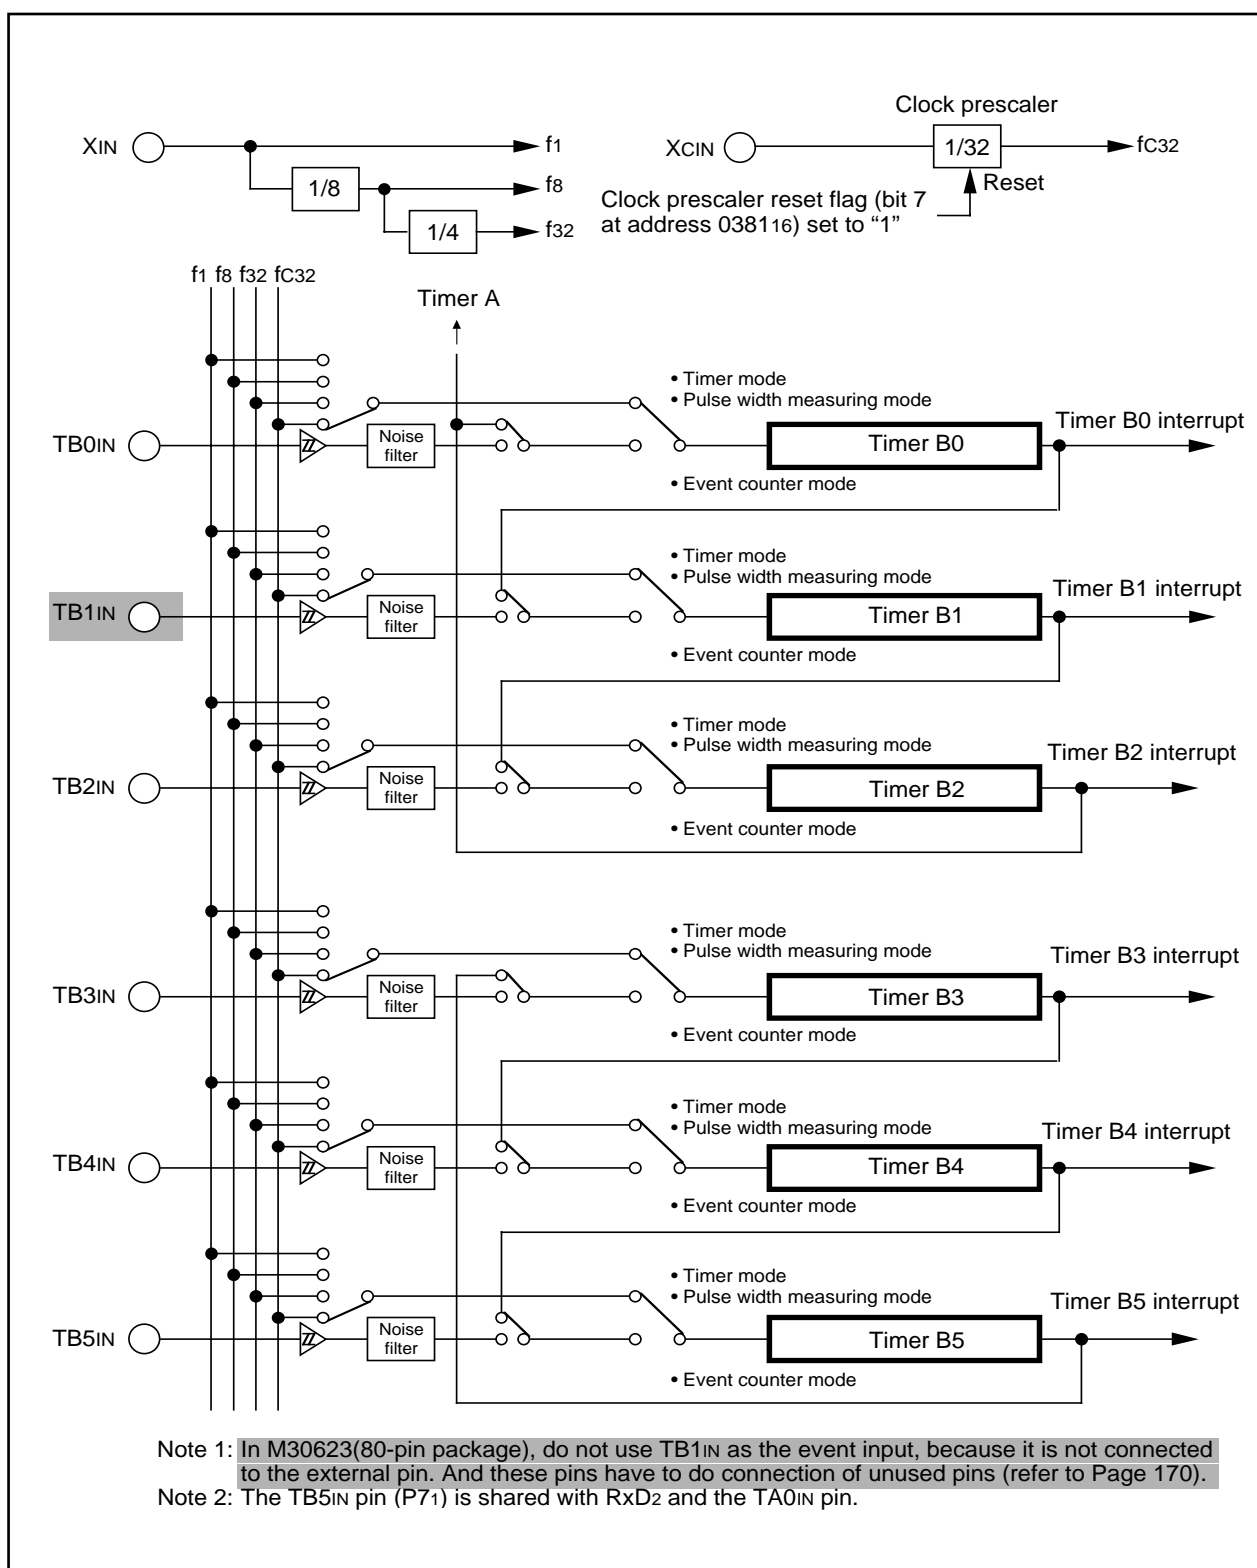 Clock prescaler
XIN
f1
XCIN
1/32
fC32
1/8
f8
Reset
Clock prescaler reset flag (bit 7
at address 038116) set to “1”
1/4
f32
f1 f8 f32 fC32
Timer A
• Timer mode
• Pulse width measuring mode
Timer B0 interrupt
TB0IN
Noise
filter
Timer B0
• Event counter mode
• Timer mode
• Pulse width measuring mode
Timer B1 interrupt
TB1IN
Noise
filter
Timer B1
• Event counter mode
• Timer mode
• Pulse width measuring mode
Timer B2 interrupt
TB2IN
Noise
filter
Timer B2
• Event counter mode
• Timer mode
• Pulse width measuring mode
Timer B3 interrupt
TB3IN
Noise
filter
Timer B3
• Event counter mode
• Timer mode
• Pulse width measuring mode
Timer B4 interrupt
TB4IN
Noise
filter
Timer B4
• Event counter mode
• Timer mode
• Pulse width measuring mode
Timer B5 interrupt
TB5IN
Noise
filter
Timer B5
• Event counter mode
Note 1: In M30623(80-pin package), do not use TB1IN as the event input, because it is not connected
to the external pin. And these pins have to do connection of unused pins (refer to Page 170).
Note 2: The TB5IN pin (P71) is shared with RxD2 and the TA0IN pin.